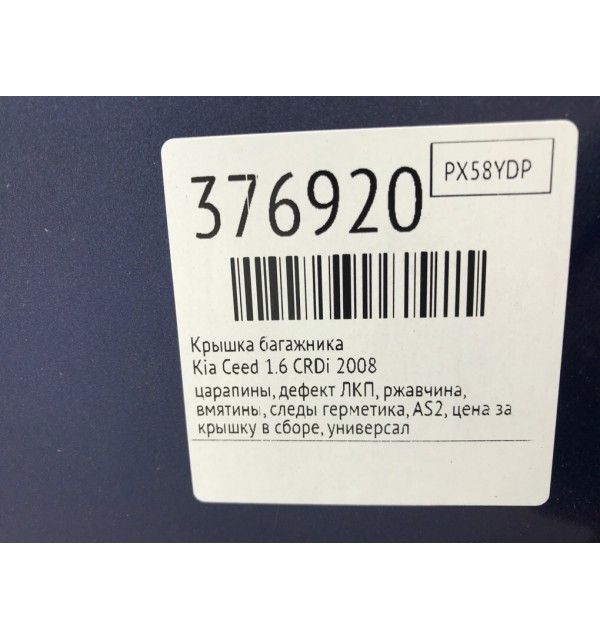 376920
PX58YDP
Крышка багажника
Kia Ceed 1.6 CRDi 2008
царапины, дефект ЛКП, ржавчина,
вмятины, следы герметика, AS2, цена за
крышку в сборе, универсал